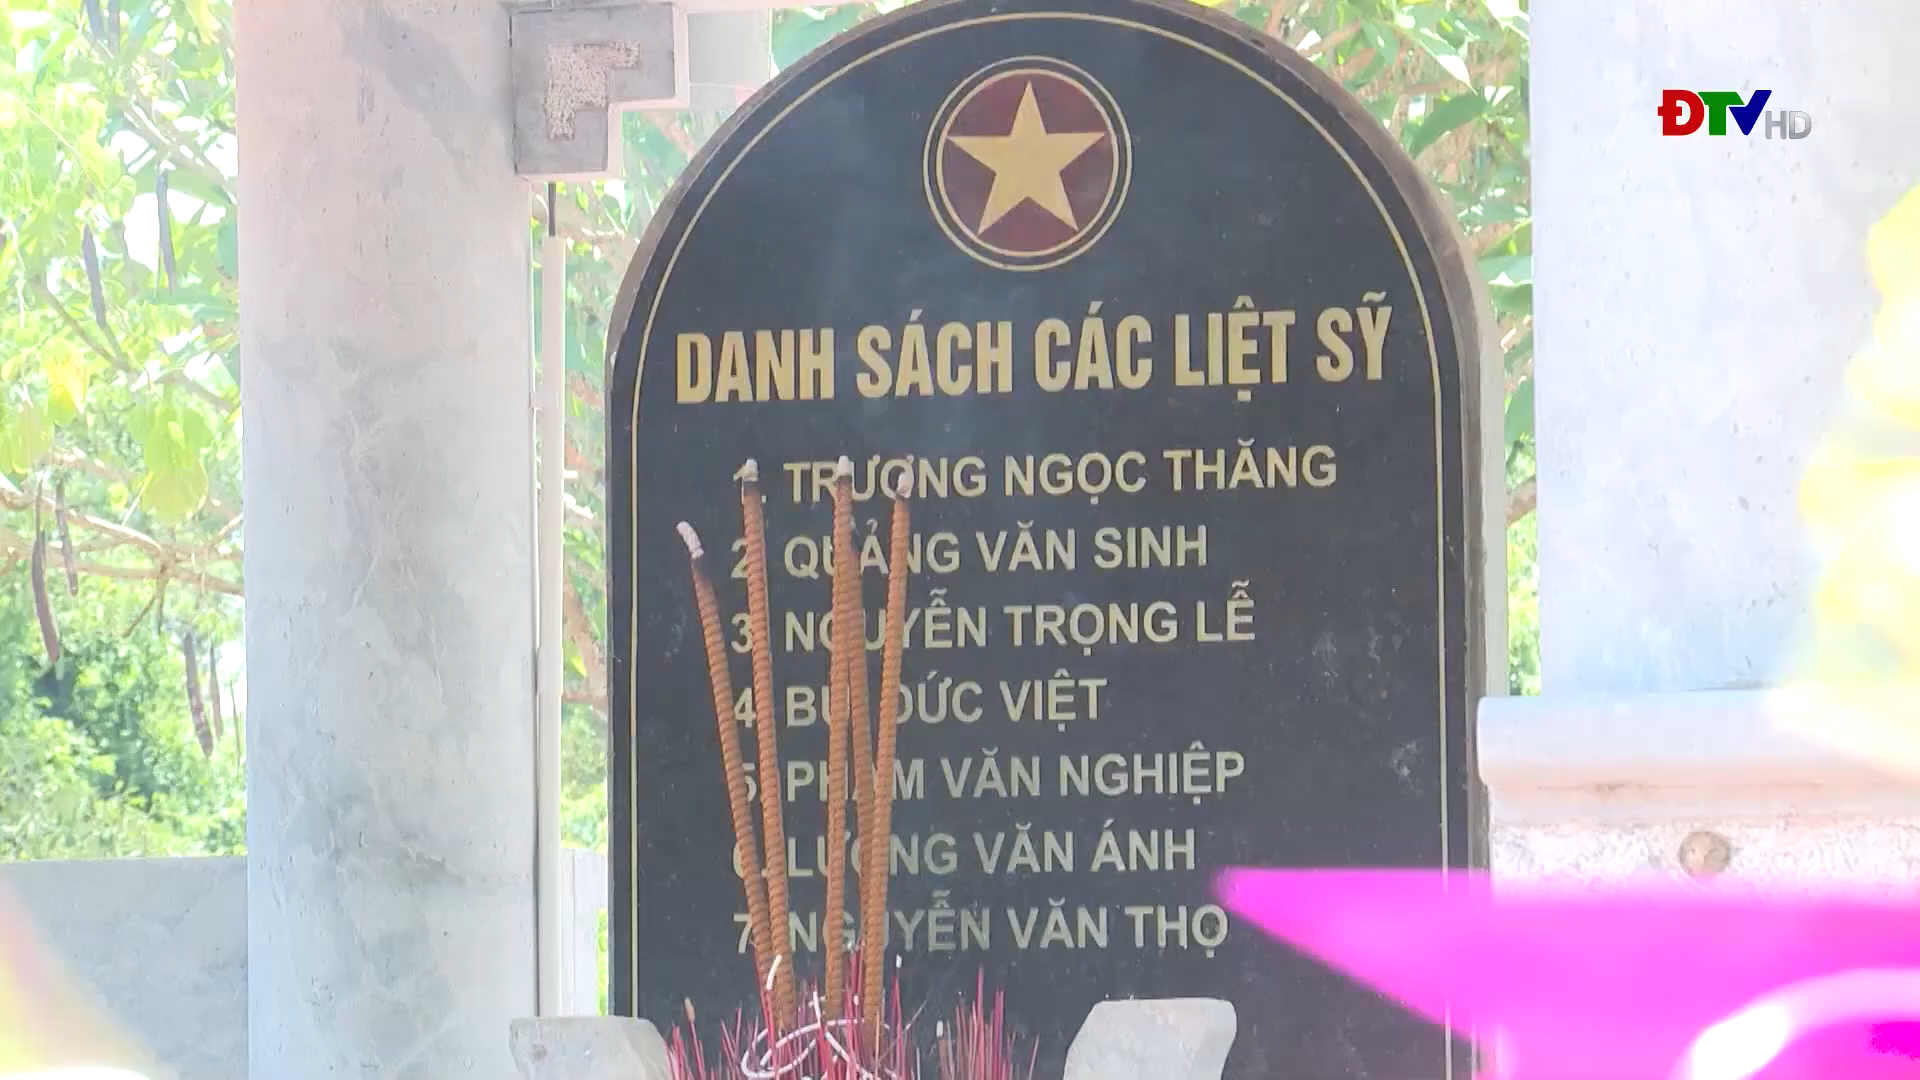 ĐTV HD
DANH SÁCH CÁC LIỆT SỸ
1. TRƯƠNG NGỌC THĂNG
2. QUẢNG VĂN SINH
3. NGUYỄN TRỌNG LỄ
4. BÙI ĐỨC VIỆT
5. PHẠM VĂN NGHIỆP
6. LƯƠNG VĂN ÁNH
7. NGUYỄN VĂN THỌ